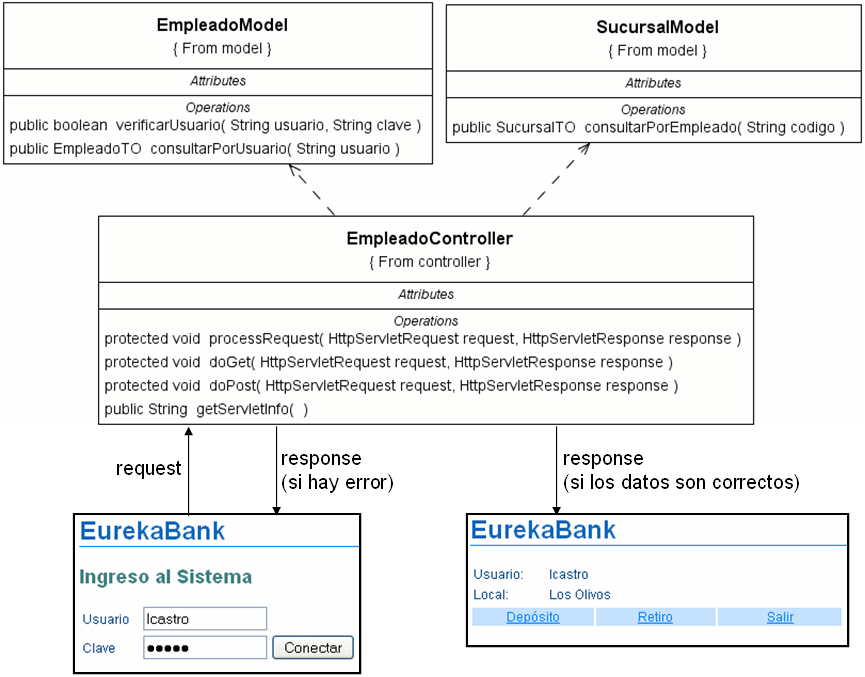 EmpleadoModel
{ From model }
Attributes
Operations
public boolean verificarUsuario( String usuario, String clave )
public EmpleadoTO consultarPorUsuario( String usuario )
SucursalModel
{ From model }
Attributes
Operations
public SucursalTO consultarPorEmpleado( String codigo )
EmpleadoController
{ From controller }
Attributes
Operations
protected void processRequest( HttpServletRequest request, HttpServletResponse response )
protected void doGet( HttpServletRequest request, HttpServletResponse response )
protected void doPost( HttpServletRequest request, HttpServletResponse response )
public String getServletInfo( )
request
response
(si hay error)
response
(si los datos son correctos)
EurekaBank
Ingreso al Sistema
Usuario lcastro
Clave ●●●●●
Conectar
EurekaBank
Usuario: lcastro
Local: Los Olivos
Depósito Retiro Salir